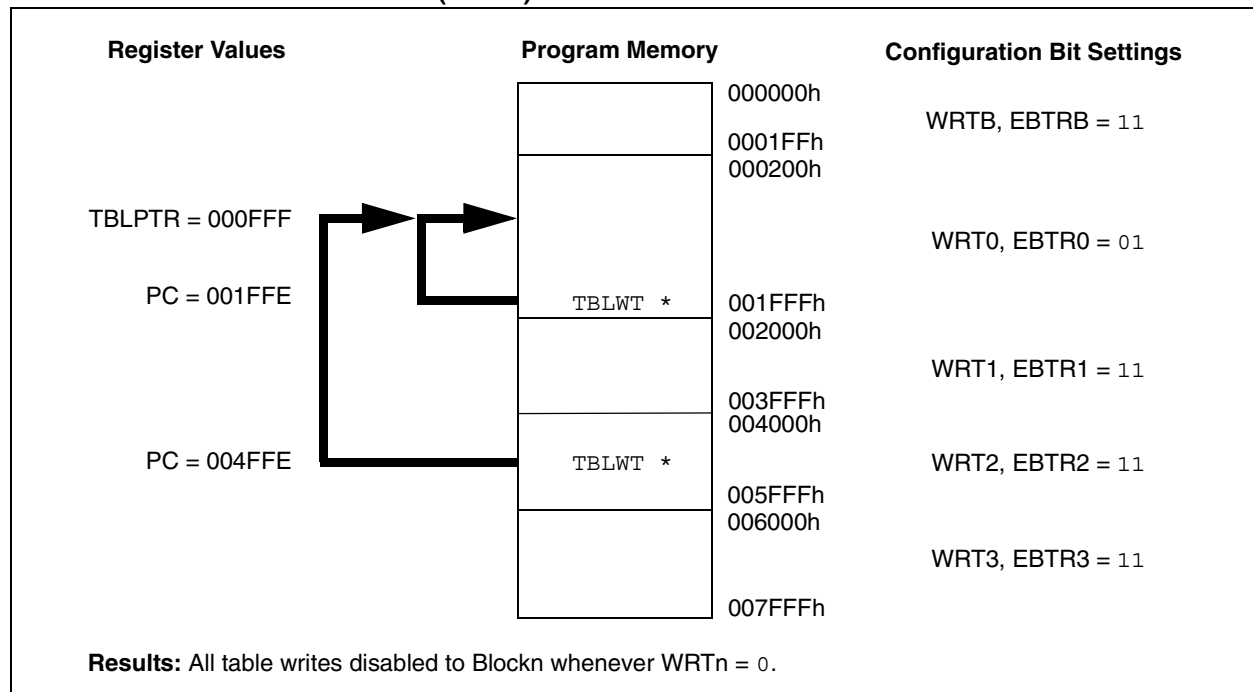 Register Values Program Memory Configuration Bit Settings
000000h
WRTB, EBTRB = 11
0001FFh
000200h
TBLPTR = 000FFF
WRT0, EBTR0 = 01
PC = 001FFE
TBLWT *
001FFFh
002000h
WRT1, EBTR1 = 11
003FFFh
004000h
PC = 004FFE
TBLWT *
WRT2, EBTR2 = 11
005FFFh
006000h
WRT3, EBTR3 = 11
007FFFh
Results: All table writes disabled to Blockn whenever WRTn = 0.